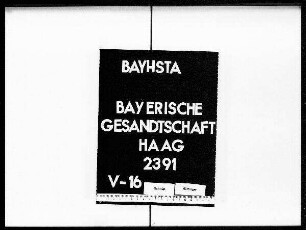 BAYHSTA
BAYERISCHE
GESANDTSCHAFT
HAAG
2391
V-16